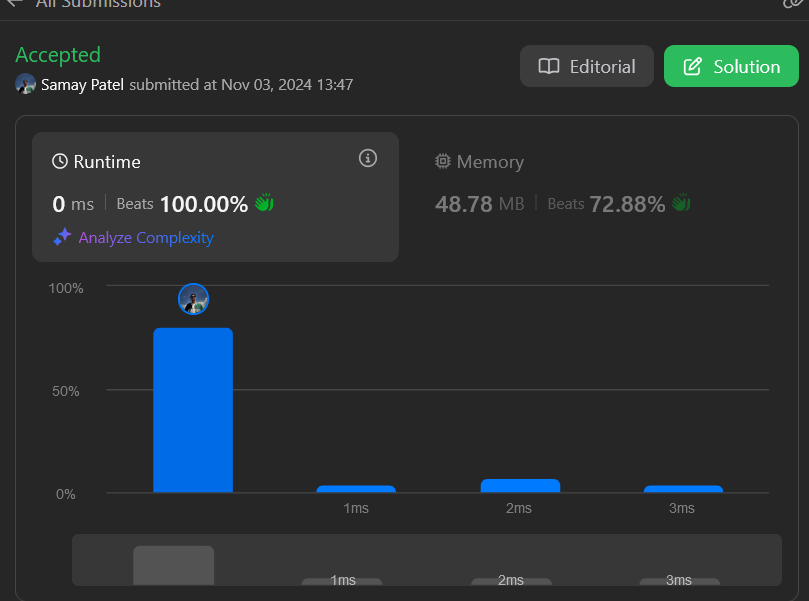 All Submissions
Accepted
Editorial
Solution
Samay Patel submitted at Nov 03, 2024 13:47
Runtime
Memory
0 ms | Beats 100.00%
48.78 MB | Beats 72.88%
Analyze Complexity
100%
50%
0%
1ms 2ms 3ms
1ms 2ms 3ms